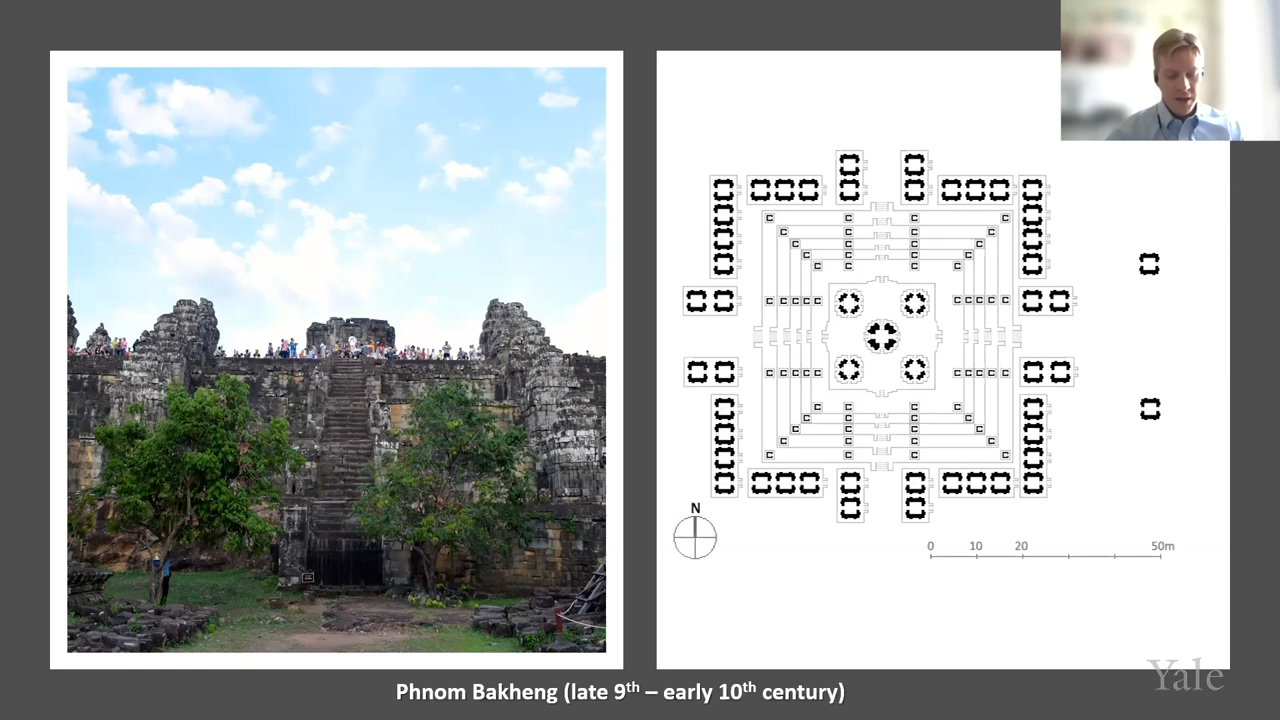 N
0 10 20 50m
Yale
Phnom Bakheng (late 9th – early 10th century)